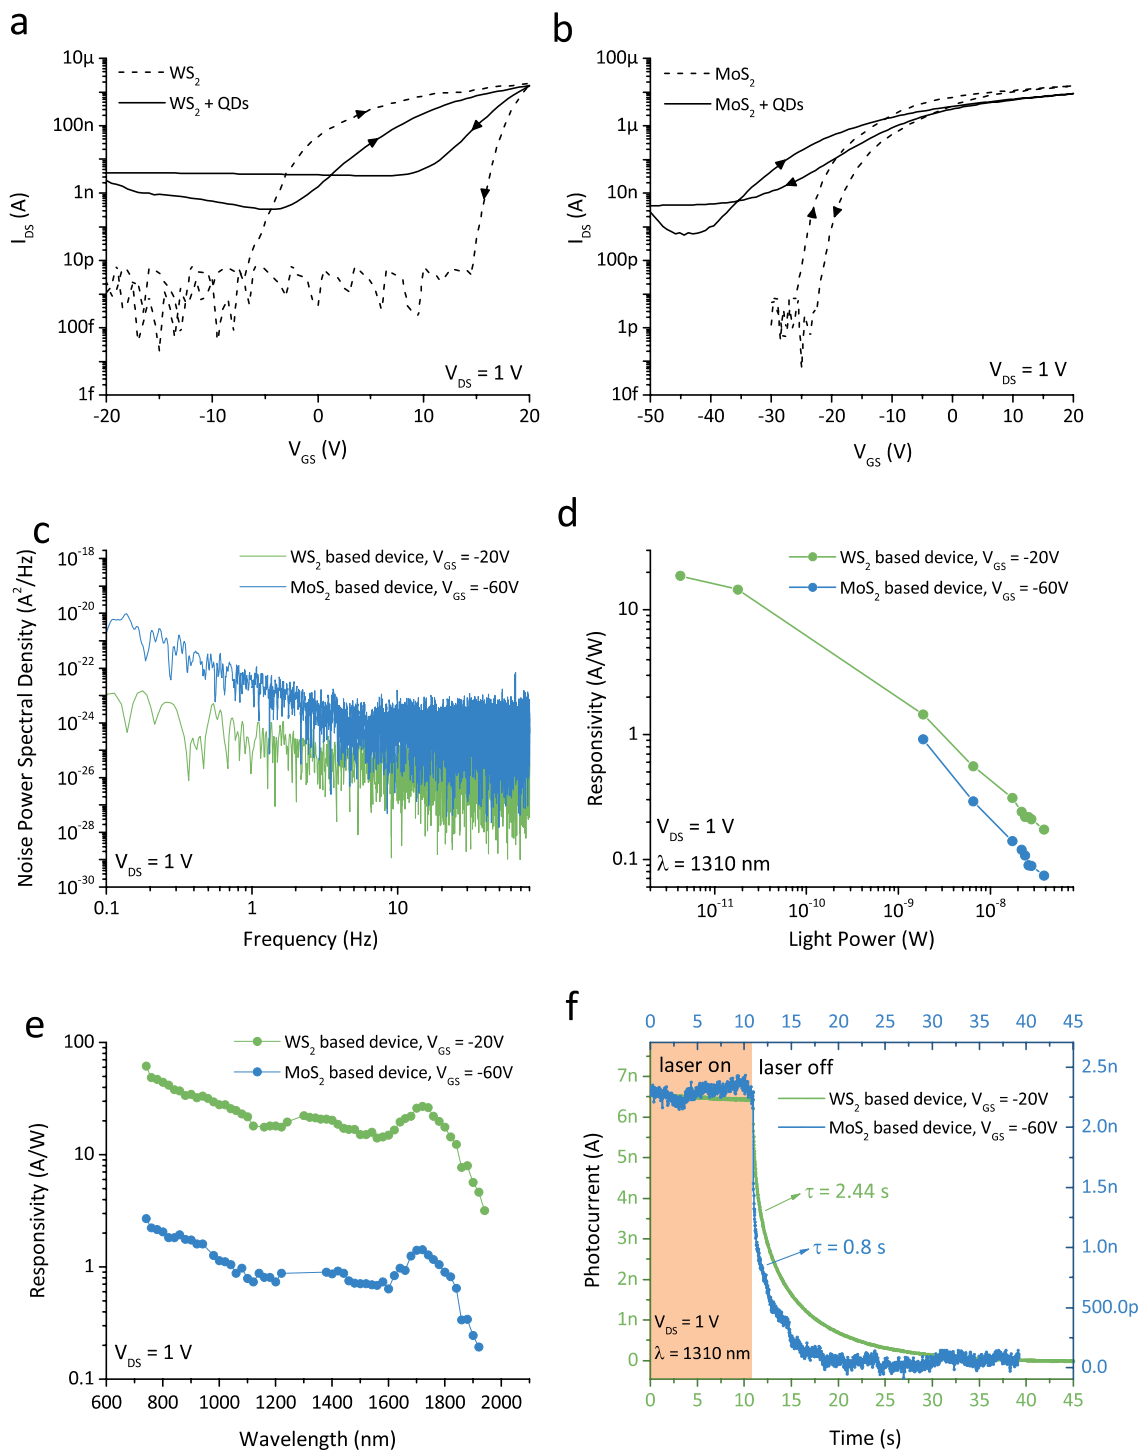 a
10µ
100n
1n
10p
100f
1f
I_DS (A)
WS₂
WS₂ + QDs
V_DS = 1 V
-20 -10 0 10 20
V_GS (V)
b
100µ
1µ
10n
100p
1p
10f
I_DS (A)
MoS₂
MoS₂ + QDs
V_DS = 1 V
-50 -40 -30 -20 -10 0 10 20
V_GS (V)
c
10⁻¹⁸
10⁻²⁰
10⁻²²
10⁻²⁴
10⁻²⁶
10⁻²⁸
10⁻³⁰
Noise Power Spectral Density (A²/Hz)
WS₂ based device, V_GS = -20V
MoS₂ based device, V_GS = -60V
V_DS = 1 V
0.1 1 10
Frequency (Hz)
d
10
1
0.1
Responsivity (A/W)
WS₂ based device, V_GS = -20V
MoS₂ based device, V_GS = -60V
V_DS = 1 V
λ = 1310 nm
10⁻¹¹ 10⁻¹⁰ 10⁻⁹ 10⁻⁸
Light Power (W)
e
100
10
1
0.1
Responsivity (A/W)
WS₂ based device, V_GS = -20V
MoS₂ based device, V_GS = -60V
V_DS = 1 V
600 800 1000 1200 1400 1600 1800 2000
Wavelength (nm)
f
0 5 10 15 20 25 30 35 40 45
7n
6n
5n
4n
3n
2n
1n
0
Photocurrent (A)
laser on
laser off
WS₂ based device, V_GS = -20V
MoS₂ based device, V_GS = -60V
τ = 2.44 s
τ = 0.8 s
V_DS = 1 V
λ = 1310 nm
2.5n
2.0n
1.5n
1.0n
500.0p
0.0
0 5 10 15 20 25 30 35 40 45
Time (s)